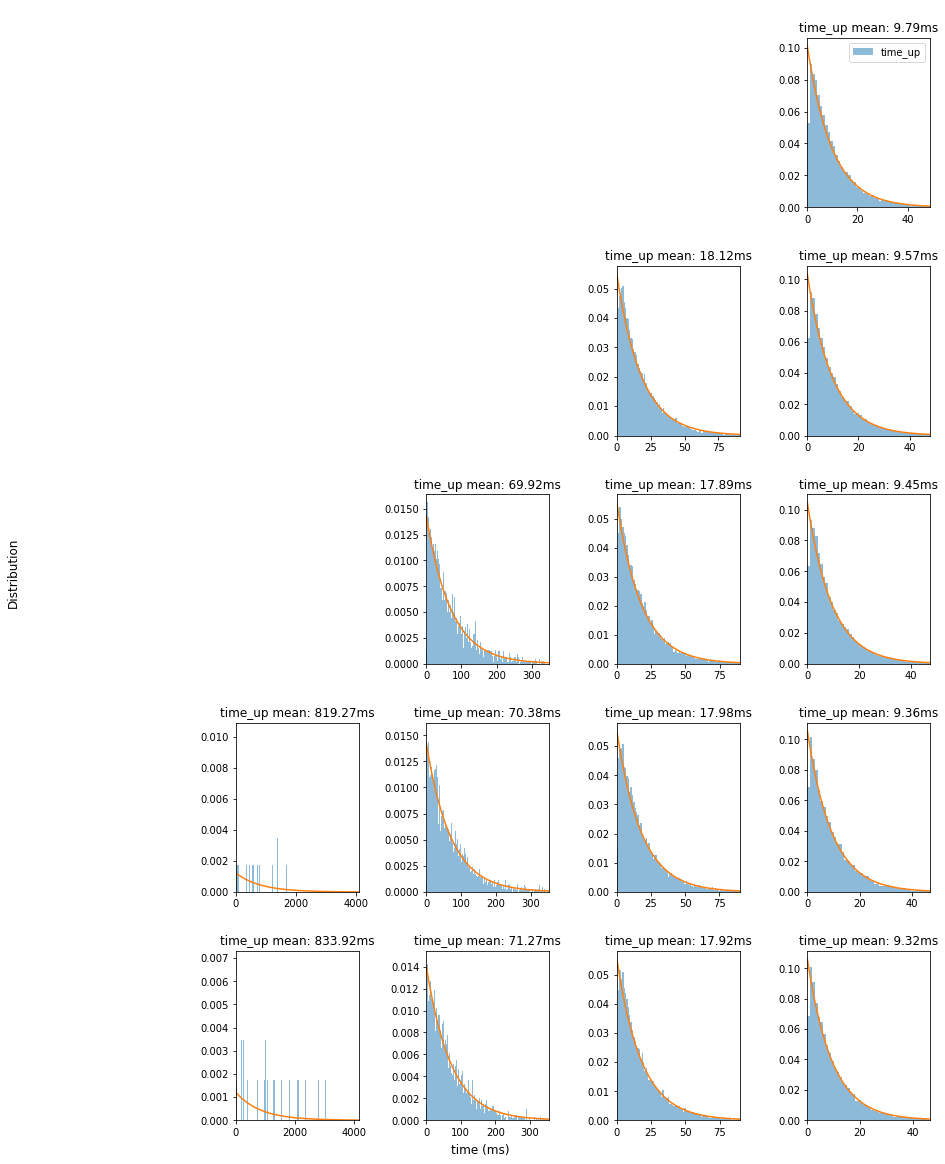 time_up mean: 9.79ms
0.10
0.08
0.06
0.04
0.02
0.00
time_up
0 20 40
time_up mean: 18.12ms
0.05
0.04
0.03
0.02
0.01
0.00
0 25 50 75
time_up mean: 9.57ms
0.10
0.08
0.06
0.04
0.02
0.00
0 20 40
Distribution
time_up mean: 69.92ms
0.0150
0.0125
0.0100
0.0075
0.0050
0.0025
0.0000
0 100 200 300
time_up mean: 17.89ms
0.05
0.04
0.03
0.02
0.01
0.00
0 25 50 75
time_up mean: 9.45ms
0.10
0.08
0.06
0.04
0.02
0.00
0 20 40
time_up mean: 819.27ms
0.010
0.008
0.006
0.004
0.002
0.000
0 2000 4000
time_up mean: 70.38ms
0.0150
0.0125
0.0100
0.0075
0.0050
0.0025
0.0000
0 100 200 300
time_up mean: 17.98ms
0.05
0.04
0.03
0.02
0.01
0.00
0 25 50 75
time_up mean: 9.36ms
0.10
0.08
0.06
0.04
0.02
0.00
0 20 40
time_up mean: 833.92ms
0.007
0.006
0.005
0.004
0.003
0.002
0.001
0.000
0 2000 4000
time_up mean: 71.27ms
0.014
0.012
0.010
0.008
0.006
0.004
0.002
0.000
0 100 200 300
time_up mean: 17.92ms
0.05
0.04
0.03
0.02
0.01
0.00
0 25 50 75
time_up mean: 9.32ms
0.10
0.08
0.06
0.04
0.02
0.00
0 20 40
time (ms)